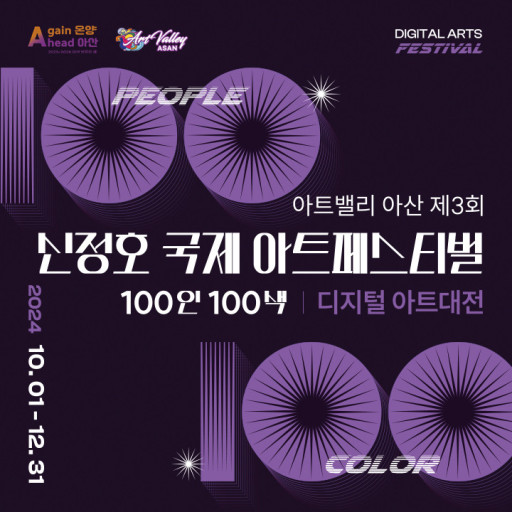 Again 온양
Ahead 아산
Art Valley
ASAN
DIGITAL ARTS
FESTIVAL
100
PEOPLE
아트밸리 아산 제3회
신정호 국제 아트페스티벌
100인 100색 | 디지털 아트대전
2024 10.01-12.31
100
COLOR